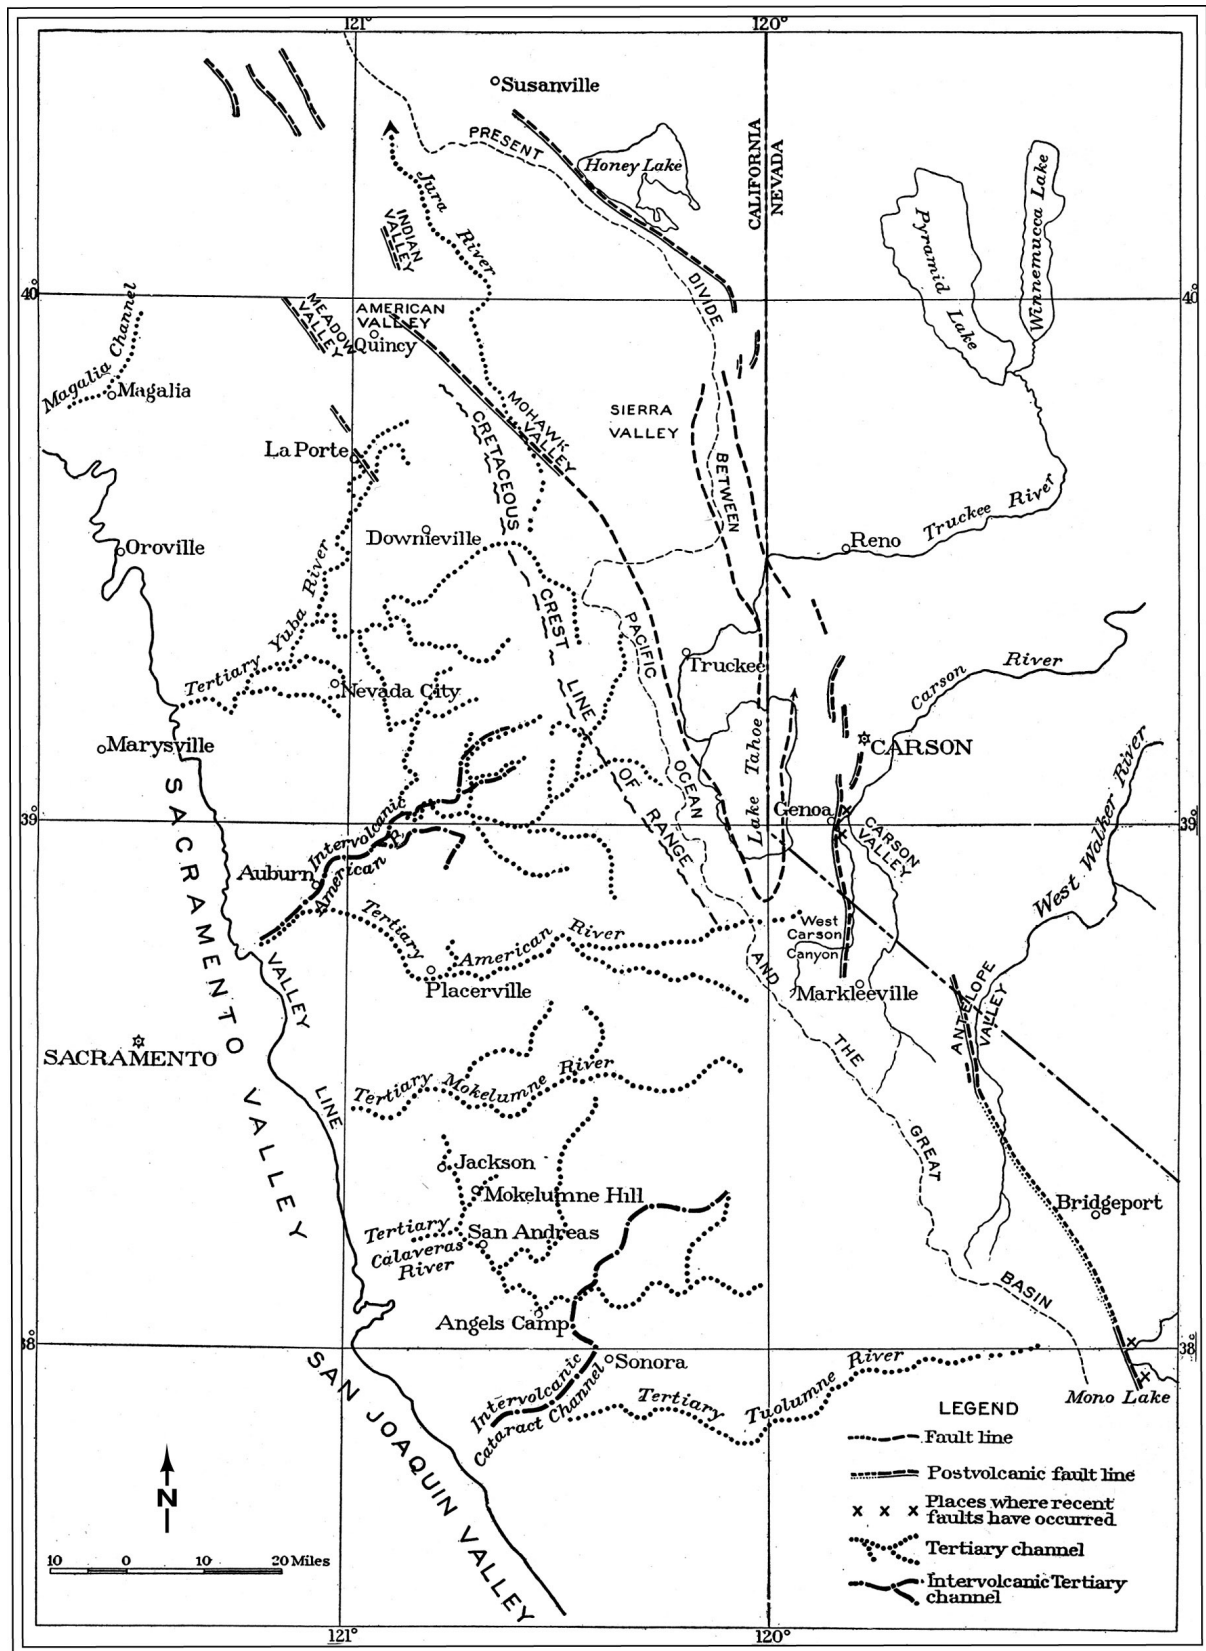 121°
120°
Susanville
PRESENT
Honey Lake
CALIFORNIA
NEVADA
Pyramid Lake
Winnemucca Lake
Jura River
INDIAN
VALLEY
DIVIDE
40°
40°
Magalia Channel
MEADOW
VALLEY
AMERICAN
VALLEY
Quincy
Magalia
MOHAWK
VALLEY
SIERRA
VALLEY
La Porte
CRETACEOUS
BETWEEN
Oroville
Downieville
Reno
Truckee River
Tertiary Yuba River
CREST
PACIFIC
Truckee
Carson River
Nevada City
LINE
Marysville
Lake Tahoe
CARSON
OCEAN
OF
RANGE
SACRAMENTO VALLEY
Genoa
39°
39°
CARSON
VALLEY
West Walker River
Intervolcanic
American R.
Auburn
Tertiary American River
West
Carson
Canyon
VALLEY
LINE
Placerville
AND
Markleeville
ANTELOPE
VALLEY
SACRAMENTO
THE
Tertiary Mokelumne River
GREAT
Jackson
Mokelumne Hill
Bridgeport
Tertiary
Calaveras
River
San Andreas
BASIN
Angels Camp
38°
38°
SAN JOAQUIN VALLEY
Intervolcanic
Cataract Channel
Sonora
Tertiary Tuolumne River
Mono Lake
LEGEND
Fault line
Postvolcanic fault line
x x x Places where recent
faults have occurred
Tertiary channel
Intervolcanic Tertiary
channel
N
10 0 10 20 Miles
121°
120°